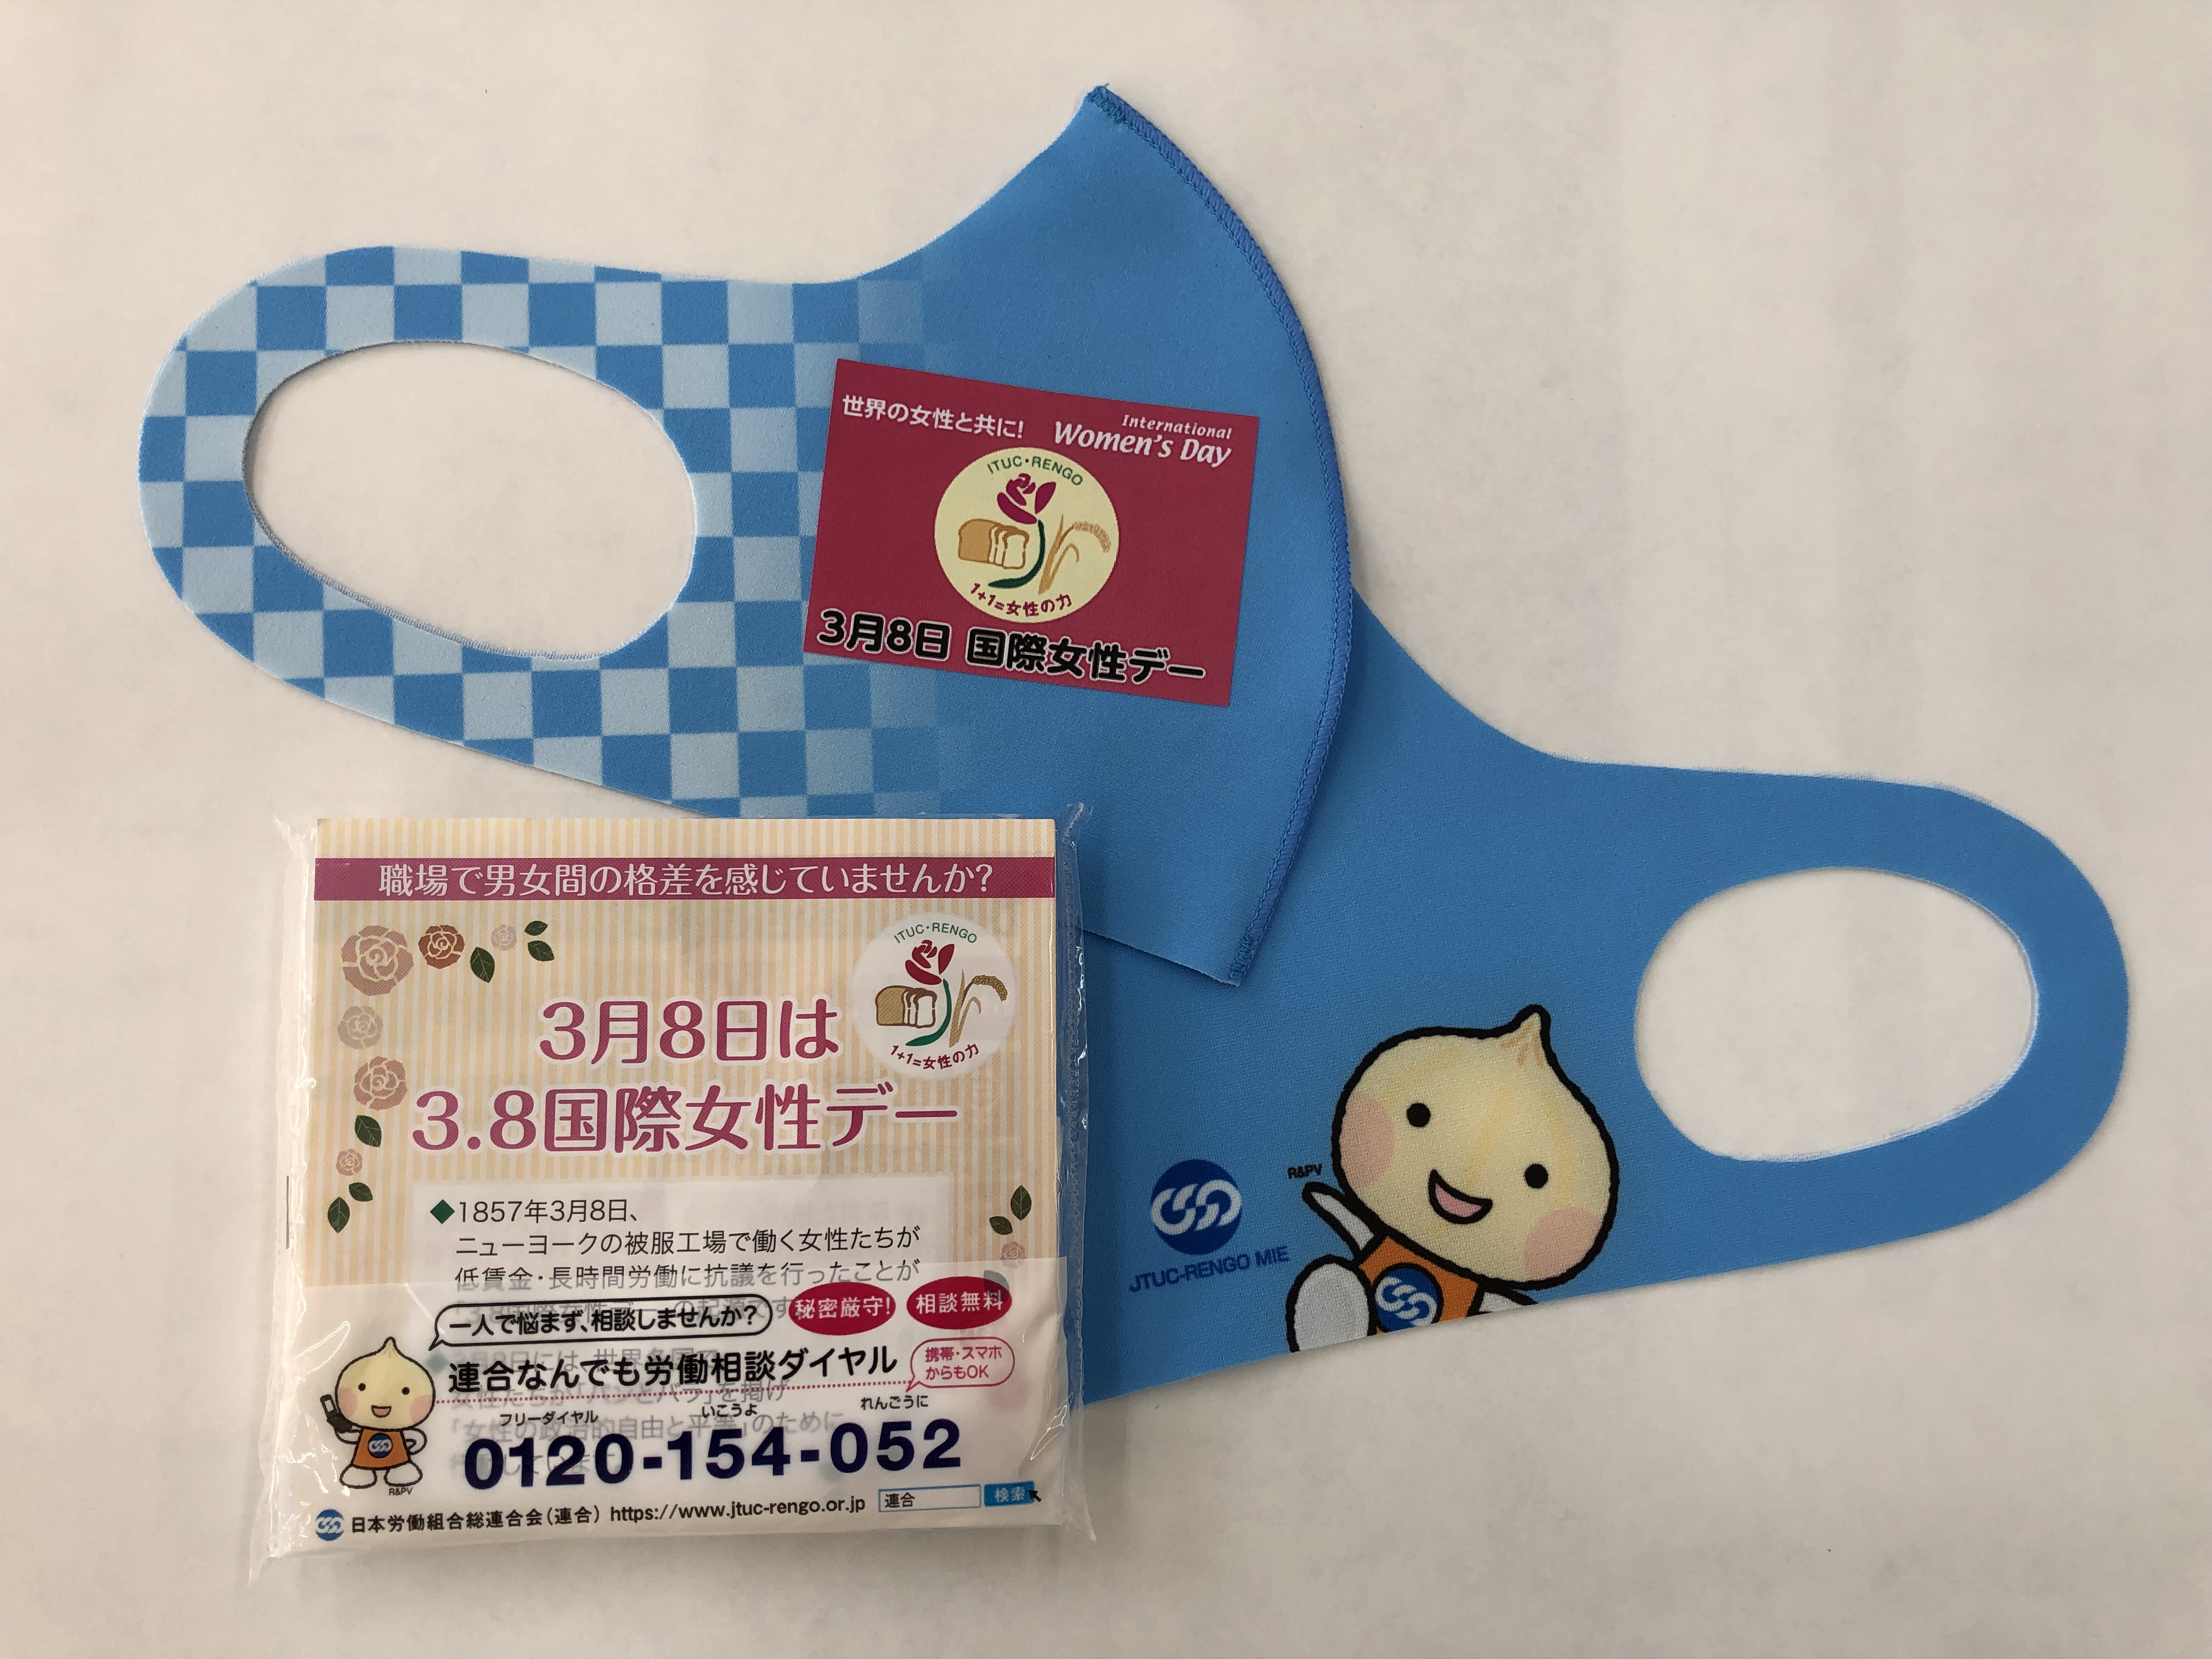 世界の女性と共に!
International
Women's Day
ITUC・RENGO
1+1=女性の力
3月8日 国際女性デー
職場で男女間の格差を感じていませんか?
ITUC・RENGO
1+1=女性の力
3月8日は
3.8国際女性デー
◆1857年3月8日、
ニューヨークの被服工場で働く女性たちが
低賃金・長時間労働に抗議を行ったことが
一人で悩まず、相談しませんか?
秘密厳守!
相談無料
連合なんでも労働相談ダイヤル
携帯・スマホ
からもOK
フリーダイヤル いこうよ れんごうに
0120-154-052
R&PV
日本労働組合総連合会(連合) https://www.jtuc-rengo.or.jp 連合 検索
R&PV
JTUC-RENGO MIE